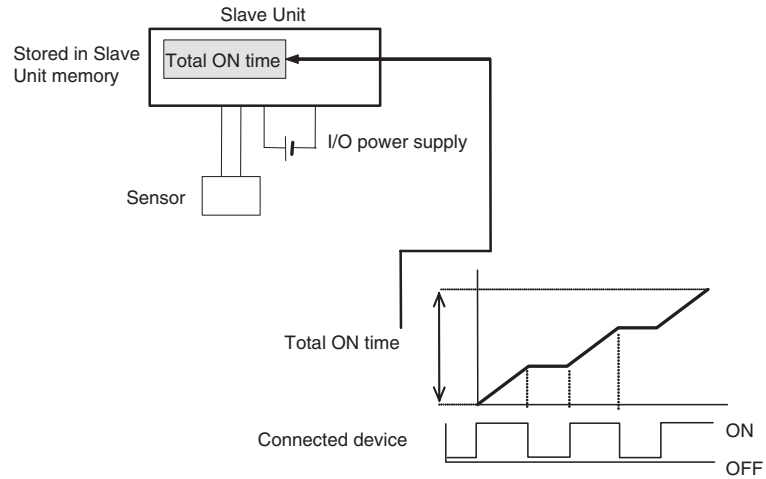 Slave Unit
Stored in Slave
Unit memory
Total ON time
I/O power supply
Sensor
Total ON time
Connected device
ON
OFF